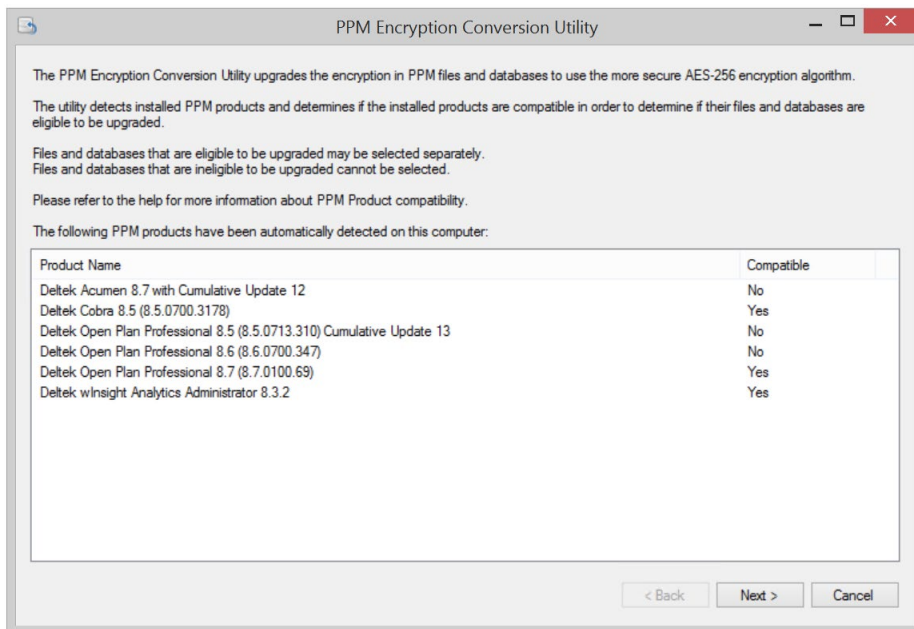 PPM Encryption Conversion Utility
The PPM Encryption Conversion Utility upgrades the encryption in PPM files and databases to use the more secure AES-256 encryption algorithm.
The utility detects installed PPM products and determines if the installed products are compatible in order to determine if their files and databases are
eligible to be upgraded.
Files and databases that are eligible to be upgraded may be selected separately.
Files and databases that are ineligible to be upgraded cannot be selected.
Please refer to the help for more information about PPM Product compatibility.
The following PPM products have been automatically detected on this computer:
Product Name Compatible
Deltek Acumen 8.7 with Cumulative Update 12 No
Deltek Cobra 8.5 (8.5.0700.3178) Yes
Deltek Open Plan Professional 8.5 (8.5.0713.310) Cumulative Update 13 No
Deltek Open Plan Professional 8.6 (8.6.0700.347) No
Deltek Open Plan Professional 8.7 (8.7.0100.69) Yes
Deltek wInsight Analytics Administrator 8.3.2 Yes
< Back Next > Cancel